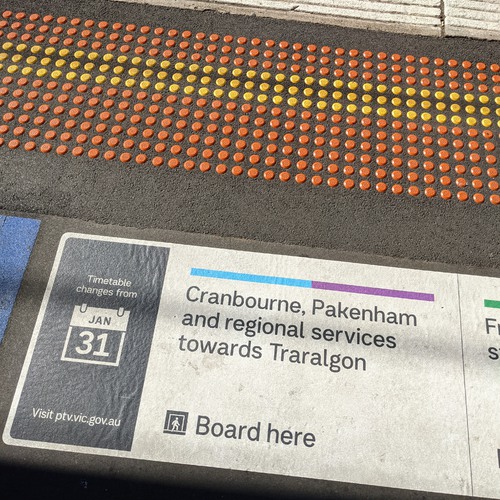 Timetable
changes from
JAN
31
Visit ptv.vic.gov.au
Cranbourne, Pakenham
and regional services
towards Traralgon
Board here